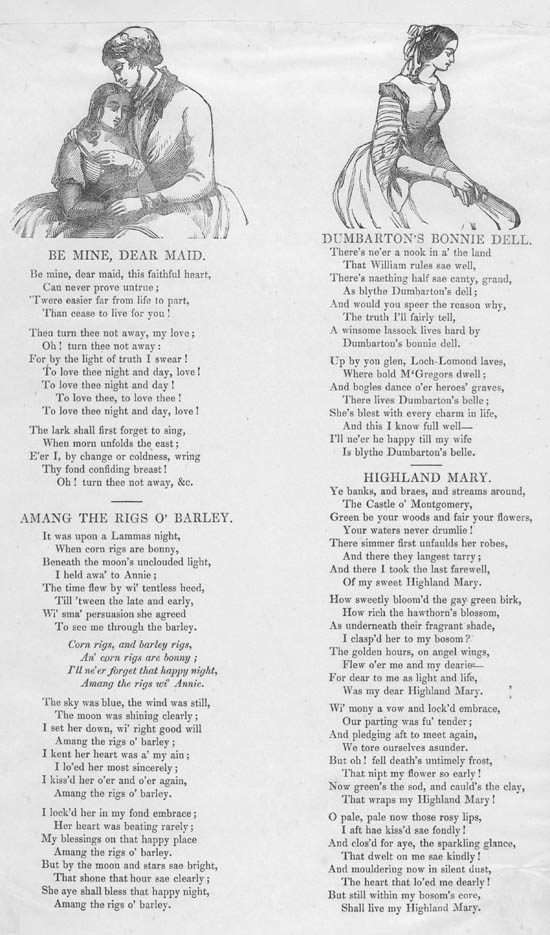 BE MINE, DEAR MAID.
Be mine, dear maid, this faithful heart,
Can never prove untrue;
'Twere easier far from life to part,
Than cease to live for you!
Then turn thee not away, my love;
Oh! turn thee not away:
For by the light of truth I swear!
To love thee night and day, love!
To love thee night and day!
To love thee, to love thee!
To love thee night and day, love!
The lark shall first forget to sing,
When morn unfolds the east;
E'er I, by change or coldness, wring
Thy fond confiding breast!
Oh! turn thee not away, &c.
AMANG THE RIGS O' BARLEY.
It was upon a Lammas night,
When corn rigs are bonny,
Beneath the moon's unclouded light,
I held awa' to Annie;
The time flew by wi' tentless heed,
Till 'tween the late and early,
Wi' sma' persuasion she agreed
To see me through the barley.
Corn rigs, and barley rigs,
An' corn rigs are bonny;
I'll ne'er forget that happy night,
Amang the rigs wi' Annie.
The sky was blue, the wind was still,
The moon was shining clearly;
I set her down, wi' right good will
Amang the rigs o' barley;
I kent her heart was a' my ain;
I lo'ed her most sincerely;
I kiss'd her o'er and o'er again,
Amang the rigs o' barley.
I lock'd her in my fond embrace;
Her heart was beating rarely;
My blessings on that happy place
Amang the rigs o' barley.
But by the moon and stars sae bright,
That shone that hour sae clearly;
She aye shall bless that happy night,
Amang the rigs o' barley.
DUMBARTON'S BONNIE DELL.
There's ne'er a nook in a' the land
That William rules sae well,
There's naething half sae canty, grand,
As blythe Dumbarton's dell;
And would you speer the reason why,
The truth I'll fairly tell,
A winsome lassock lives hard by
Dumbarton's bonnie dell.
Up by yon glen, Loch-Lomond laves,
Where bold M'Gregors dwell;
And bogles dance o'er heroes' graves,
There lives Dumbarton's belle;
She's blest with every charm in life,
And this I know full well—
I'll ne'er he happy till my wife
Is blythe Dumbarton's belle.
HIGHLAND MARY.
Ye banks, and braes, and streams around,
The Castle o' Montgomery,
Green be your woods and fair your flowers,
Your waters never drumlie!
There simmer first unfaulds her robes,
And there they langest tarry;
And there I took the last farewell,
Of my sweet Highland Mary.
How sweetly bloom'd the gay green birk,
How rich the hawthorn's blossom,
As underneath their fragrant shade,
I clasp'd her to my bosom?
The golden hours, on angel wings,
Flew o'er me and my dearie—
For dear to me as light and life,
Was my dear Highland Mary.
Wi' mony a vow and lock'd embrace,
Our parting was fu' tender;
And pledging aft to meet again,
We tore ourselves asunder.
But oh! fell death's untimely frost,
That nipt my flower so early!
Now green's the sod, and cauld's the clay,
That wraps my Highland Mary!
O pale, pale now those rosy lips,
I aft hae kiss'd sae fondly!
And clos'd for aye, the sparkling glance,
That dwelt on me sae kindly!
And mouldering now in silent dust,
The heart that lo'ed me dearly!
But still within my bosom's core,
Shall live my Highland Mary.